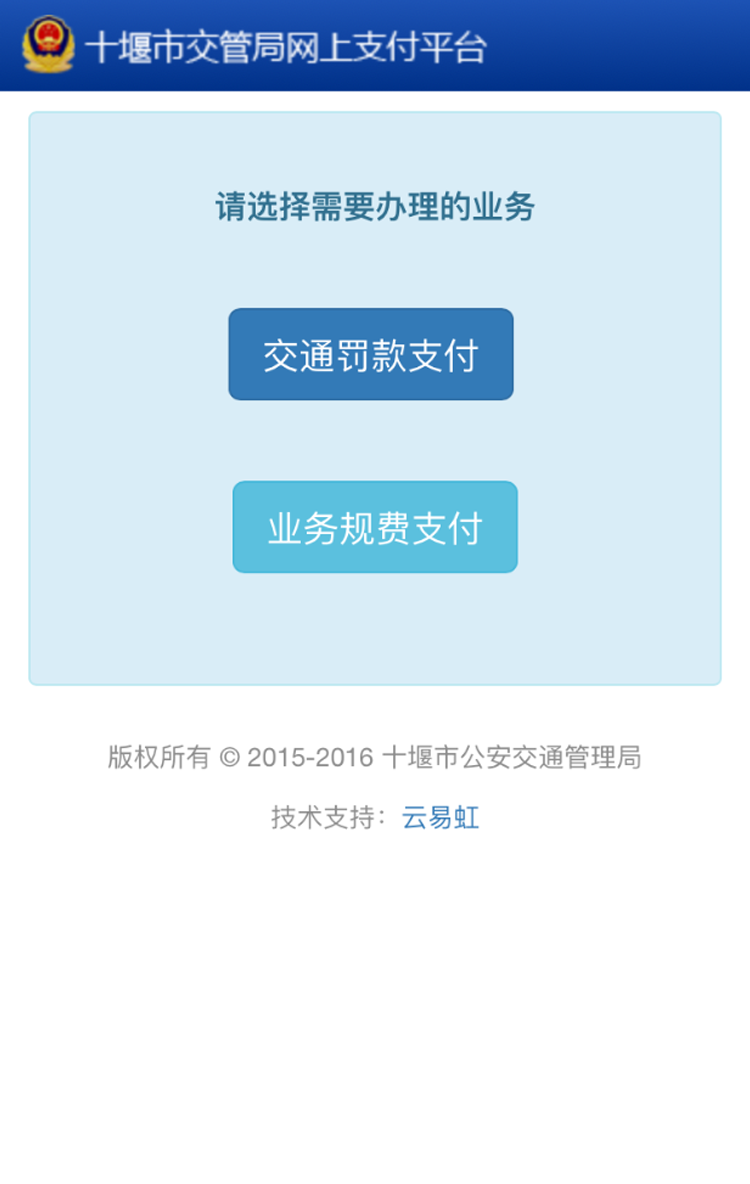 十堰市交管局网上支付平台
请选择需要办理的业务
交通罚款支付
业务规费支付
版权所有 © 2015-2016 十堰市公安交通管理局
技术支持：云易虹